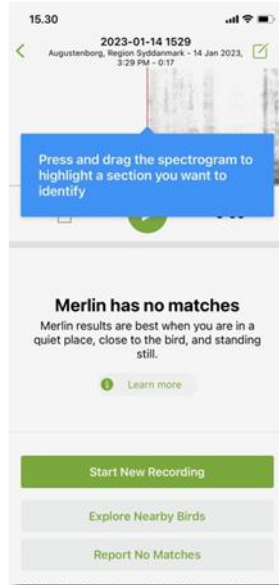 15.30
2023-01-14 1529
Augustenborg, Region Syddanmark - 14 Jan 2023,
3:29 PM - 0:17
Press and drag the spectrogram to
highlight a section you want to
identify
Merlin has no matches
Merlin results are best when you are in a
quiet place, close to the bird, and standing
still.
Learn more
Start New Recording
Explore Nearby Birds
Report No Matches